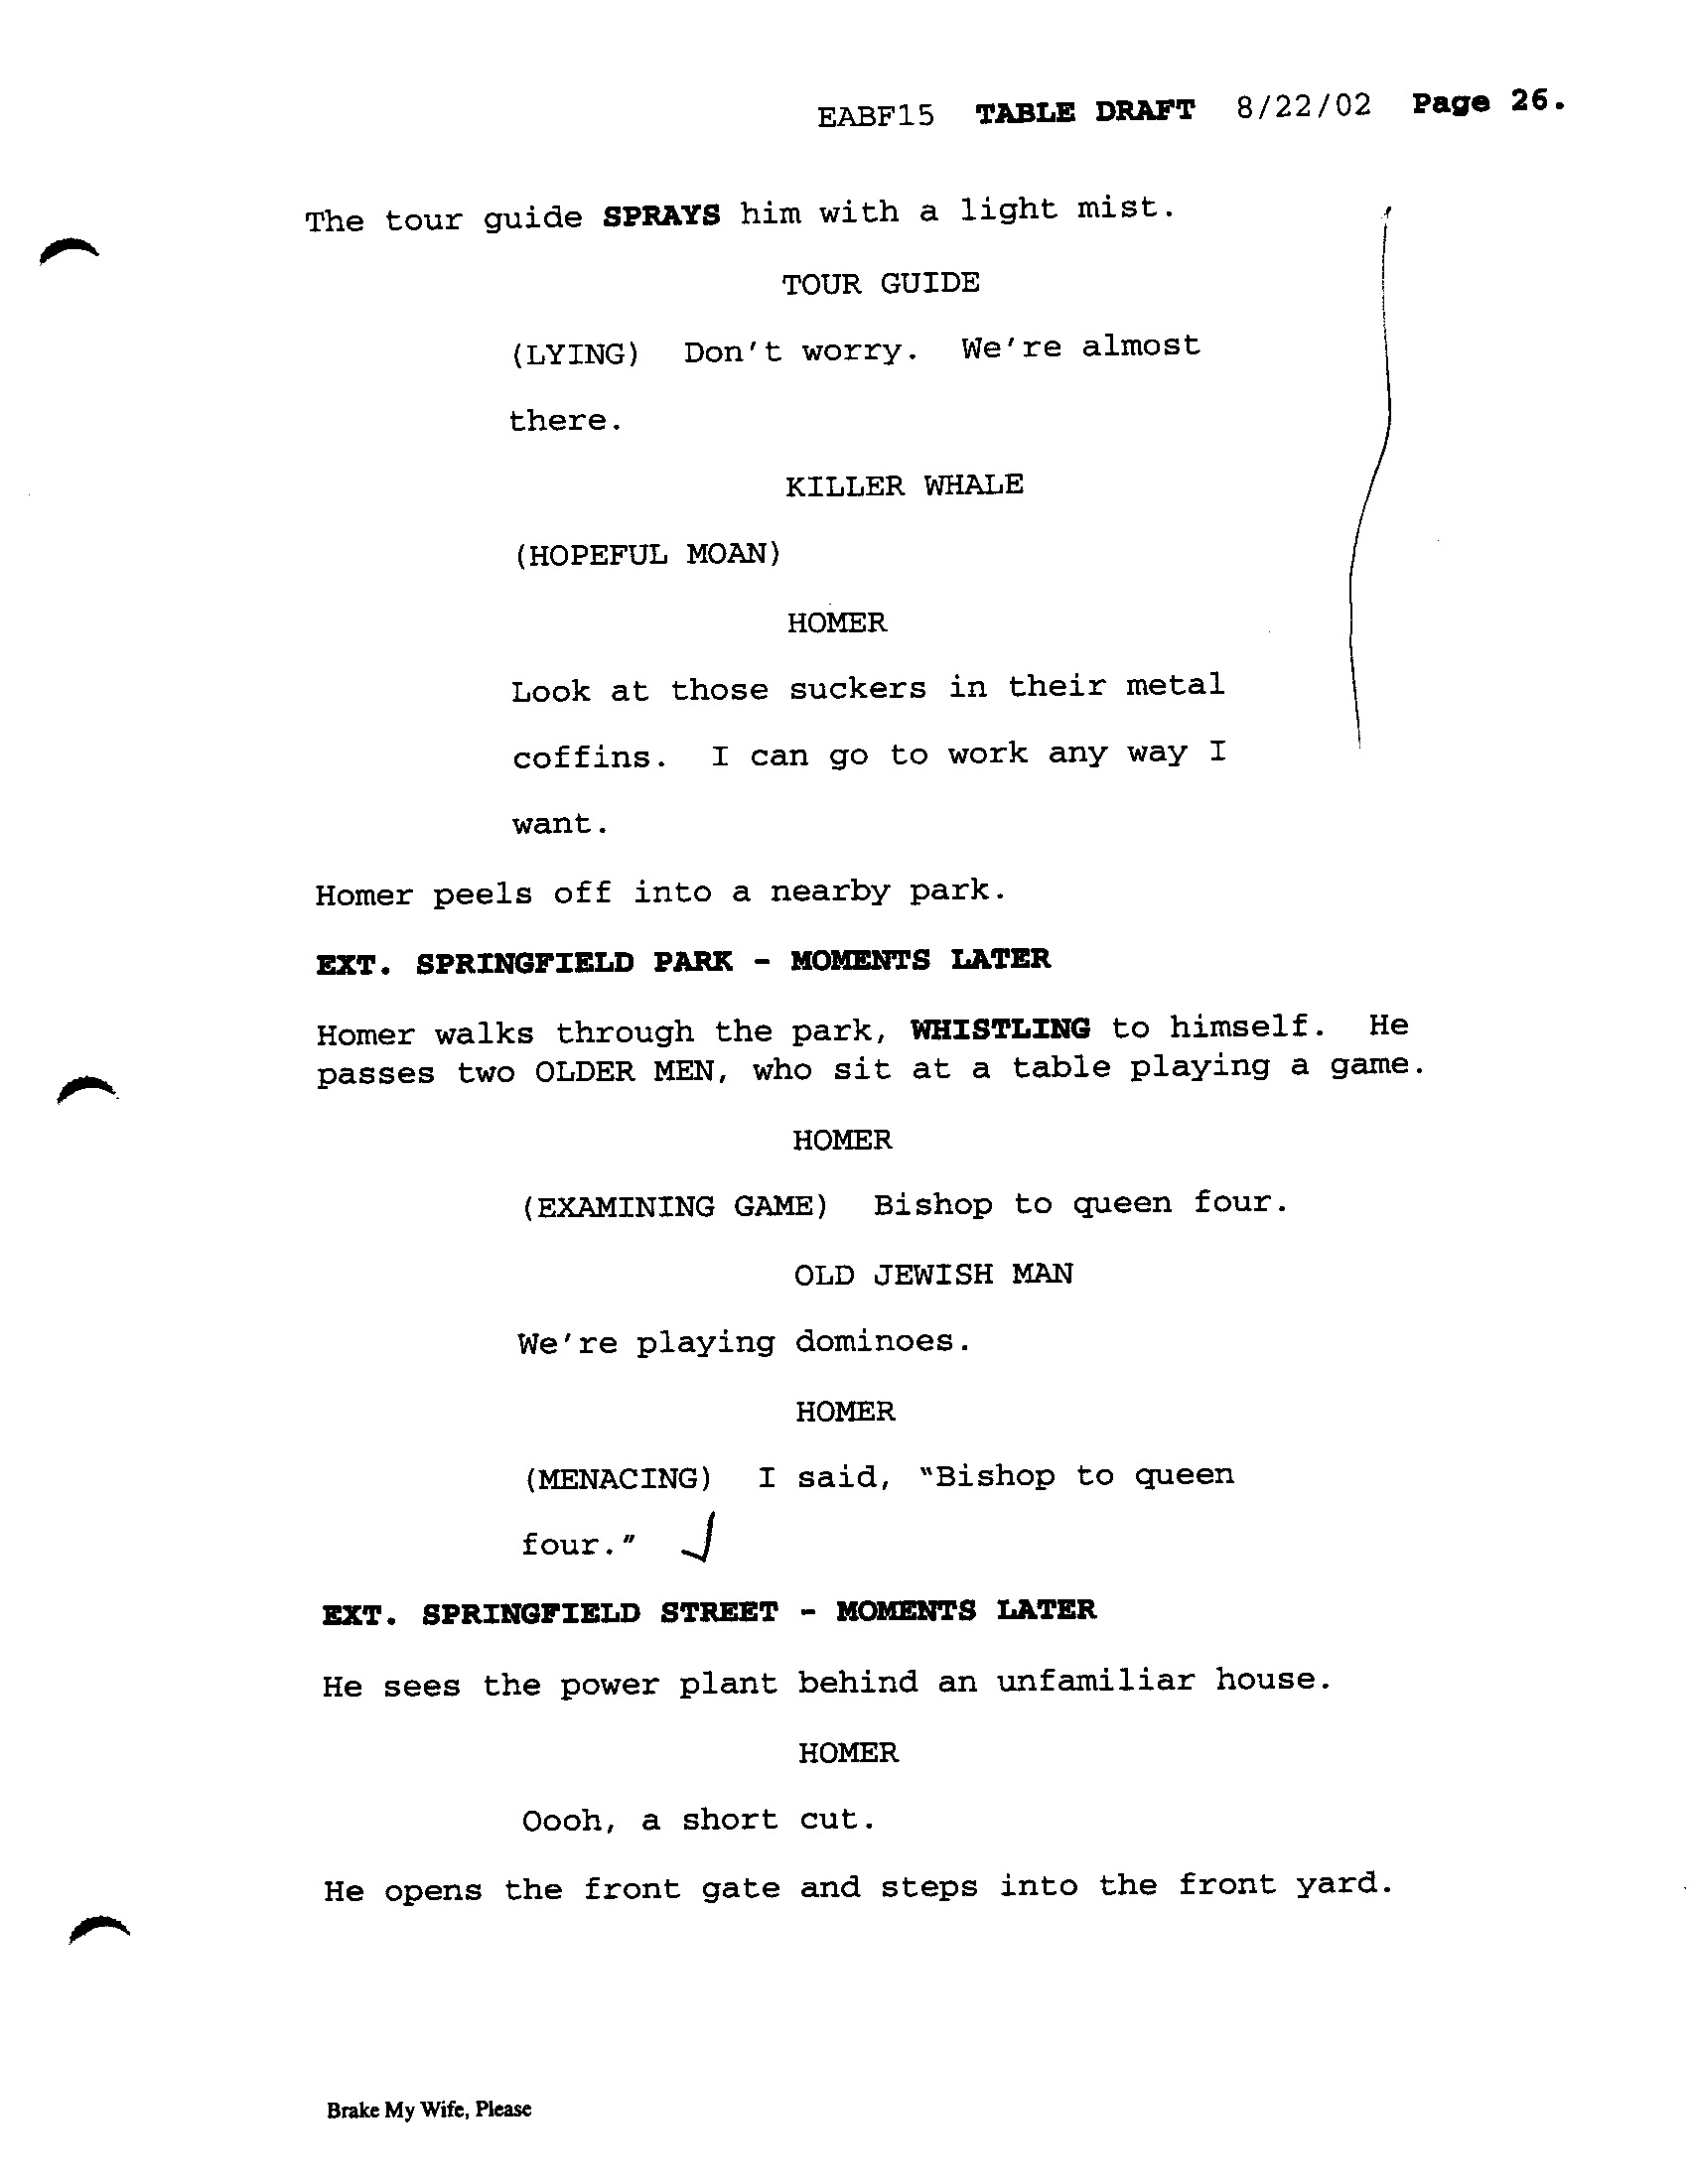 EABF15 TABLE DRAFT 8/22/02 Page 26.
The tour guide SPRAYS him with a light mist.
TOUR GUIDE
(LYING) Don't worry. We're almost
there.
KILLER WHALE
(HOPEFUL MOAN)
HOMER
Look at those suckers in their metal
coffins. I can go to work any way I
want.
Homer peels off into a nearby park.
EXT. SPRINGFIELD PARK - MOMENTS LATER
Homer walks through the park, WHISTLING to himself. He
passes two OLDER MEN, who sit at a table playing a game.
HOMER
(EXAMINING GAME) Bishop to queen four.
OLD JEWISH MAN
We're playing dominoes.
HOMER
(MENACING) I said, "Bishop to queen
four."
EXT. SPRINGFIELD STREET - MOMENTS LATER
He sees the power plant behind an unfamiliar house.
HOMER
Oooh, a short cut.
He opens the front gate and steps into the front yard.
Brake My Wife, Please